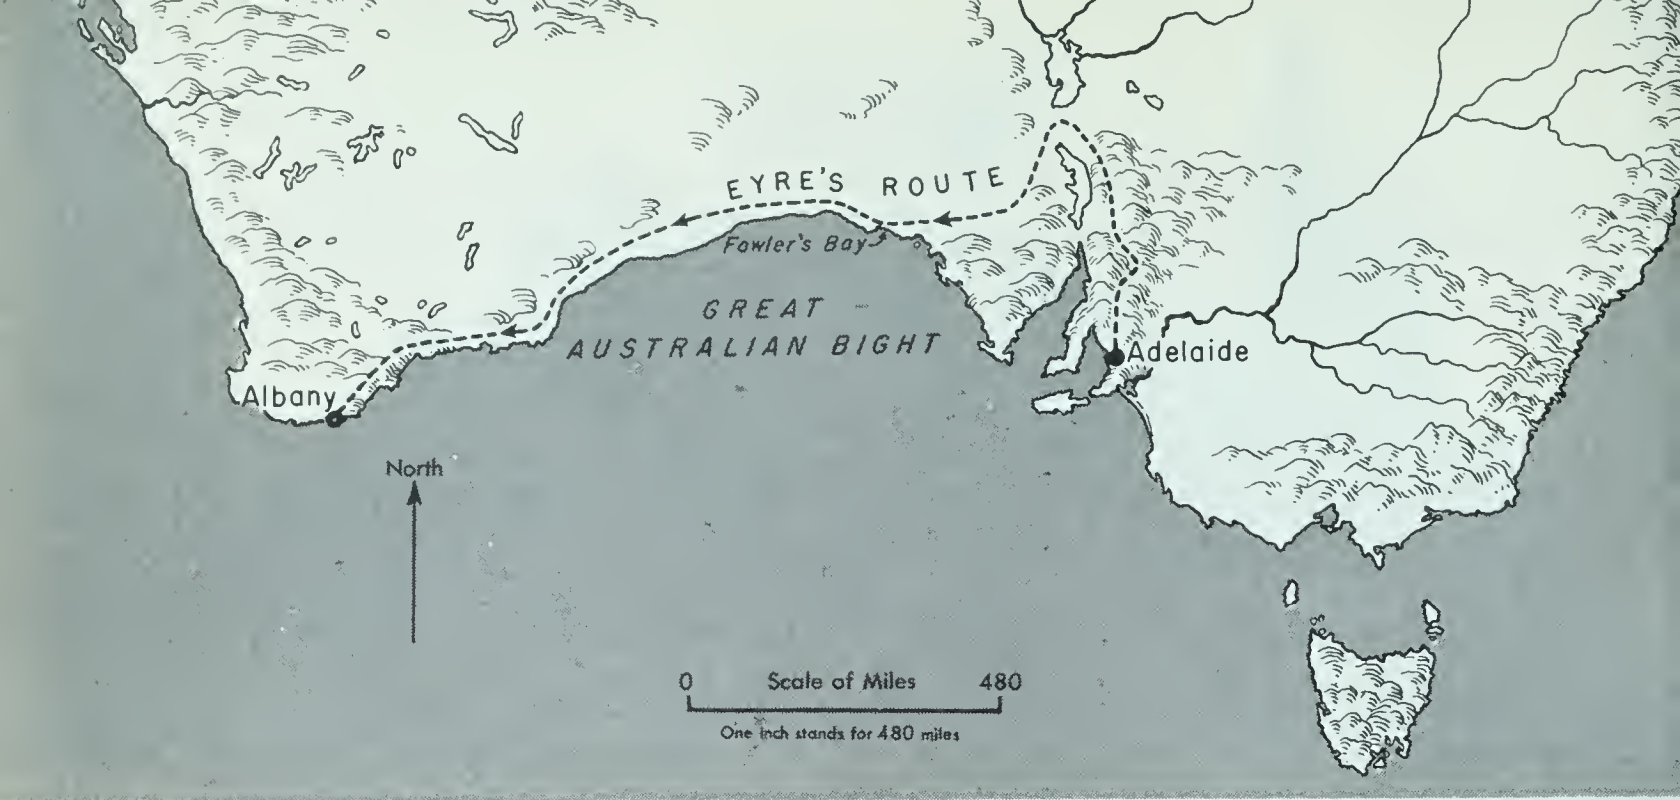 EYRE'S ROUTE
Fowler's Bay
GREAT
AUSTRALIAN BIGHT
Adelaide
Albany
North
0 Scale of Miles 480
One inch stands for 480 miles